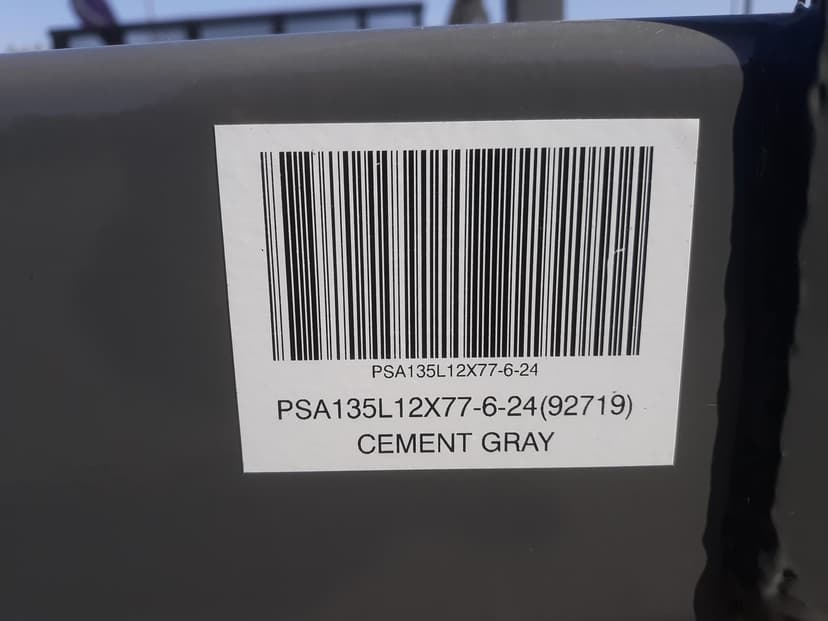 PSA135L12X77-6-24
PSA135L12X77-6-24(92719)
CEMENT GRAY